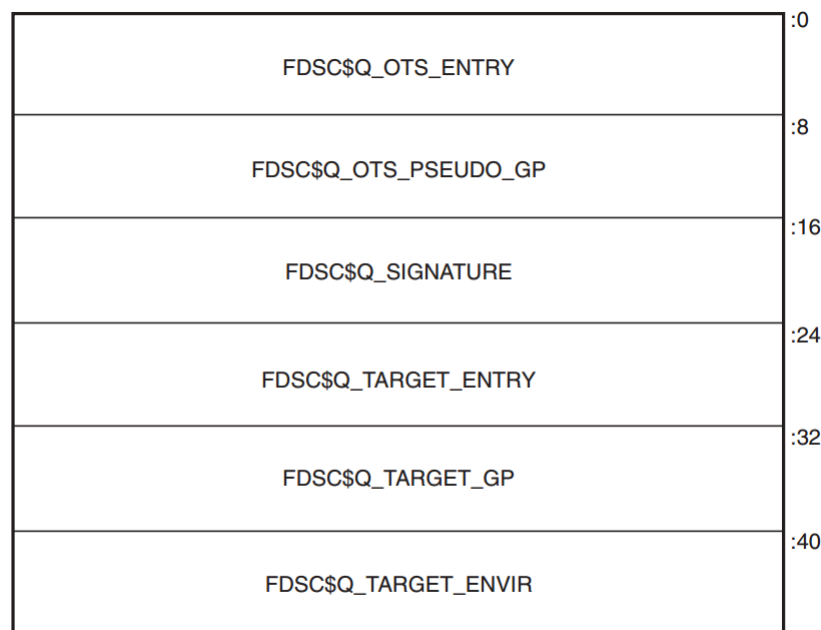 :0
FDSC$Q_OTS_ENTRY
:8
FDSC$Q_OTS_PSEUDO_GP
:16
FDSC$Q_SIGNATURE
:24
FDSC$Q_TARGET_ENTRY
:32
FDSC$Q_TARGET_GP
:40
FDSC$Q_TARGET_ENVIR